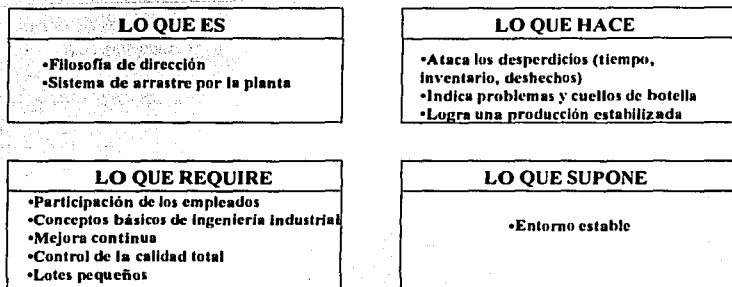 LO QUE ES
•Filosofía de dirección
•Sistema de arrastre por la planta
LO QUE HACE
•Ataca los desperdicios (tiempo,
inventario, deshechos)
•Indica problemas y cuellos de botella
•Logra una producción estabilizada
LO QUE REQUIRE
•Participación de los empleados
•Conceptos básicos de ingeniería industrial
•Mejora continua
•Control de la calidad total
•Lotes pequeños
LO QUE SUPONE
•Entorno estable